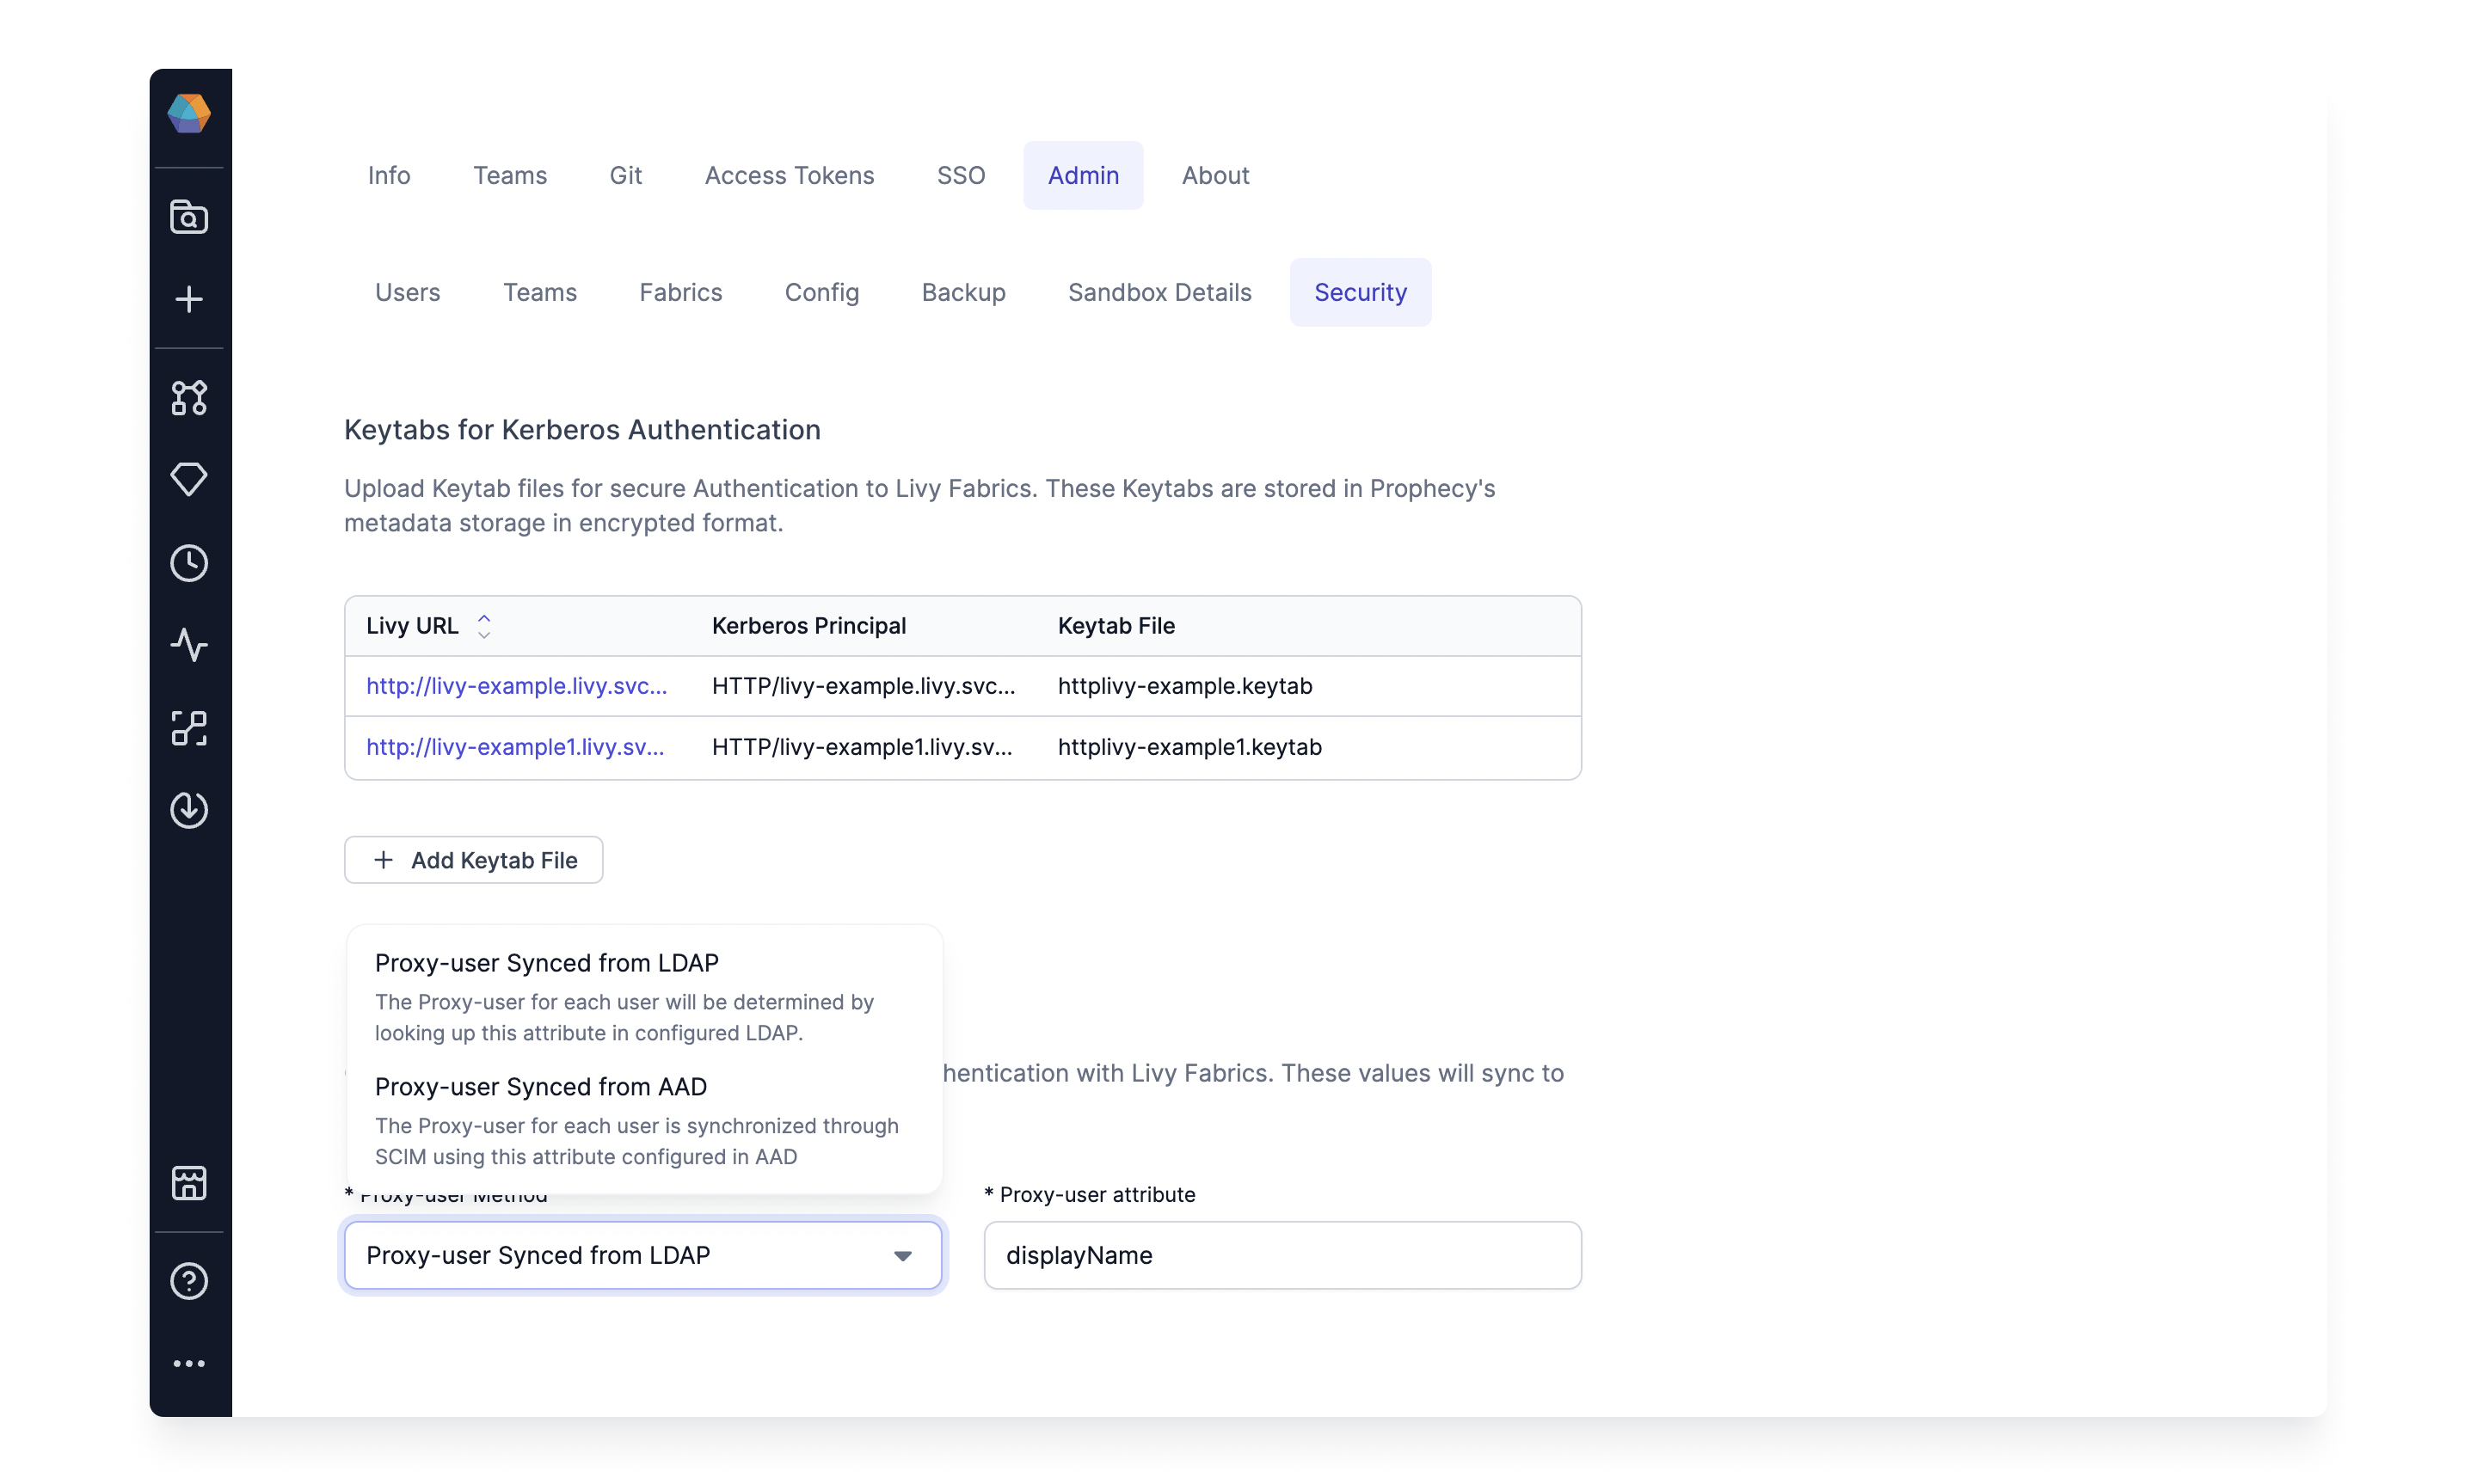 Info Teams Git Access Tokens SSO Admin About
Users Teams Fabrics Config Backup Sandbox Details Security
Keytabs for Kerberos Authentication
Upload Keytab files for secure Authentication to Livy Fabrics. These Keytabs are stored in Prophecy's
metadata storage in encrypted format.
Livy URL Kerberos Principal Keytab File
http://livy-example.livy.svc... HTTP/livy-example.livy.svc... httplivy-example.keytab
http://livy-example1.livy.sv... HTTP/livy-example1.livy.sv... httplivy-example1.keytab
+ Add Keytab File
Proxy-user Synced from LDAP
The Proxy-user for each user will be determined by
looking up this attribute in configured LDAP.
hentication with Livy Fabrics. These values will sync to
Proxy-user Synced from AAD
The Proxy-user for each user is synchronized through
SCIM using this attribute configured in AAD
* Proxy-user Method * Proxy-user attribute
Proxy-user Synced from LDAP displayName